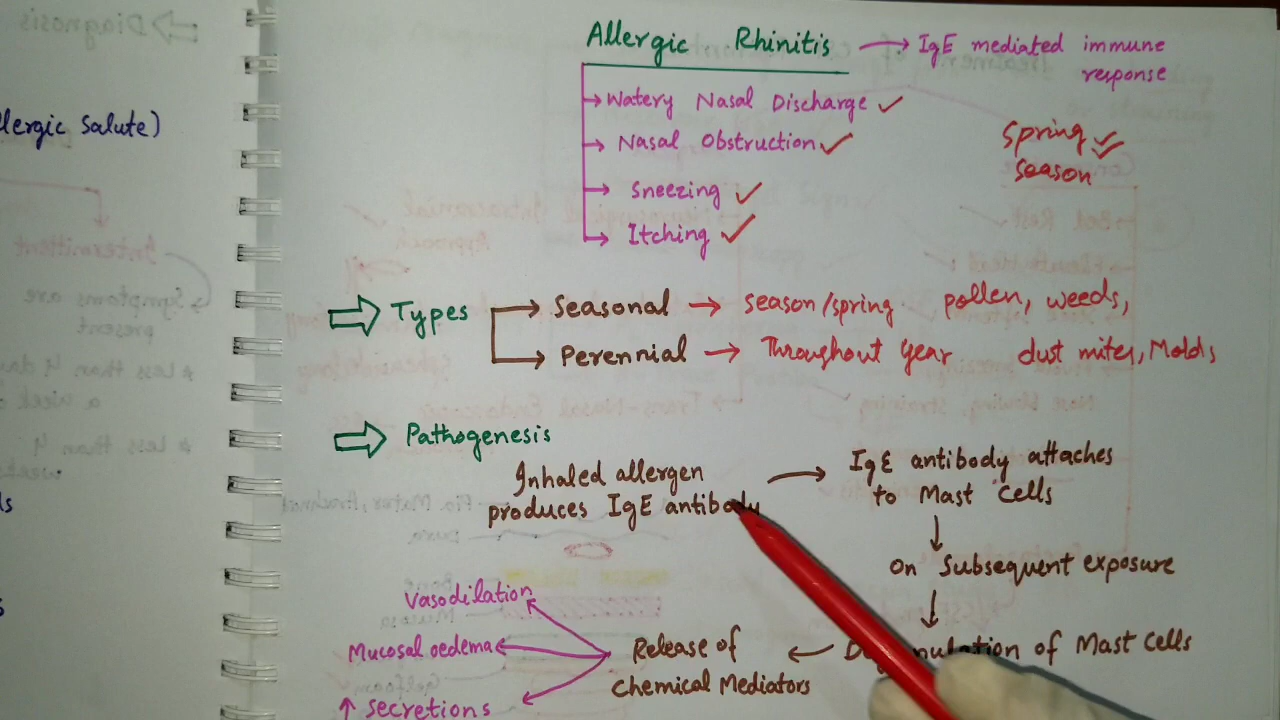 Allergic Rhinitis → IgE mediated immune
response
→ Watery Nasal Discharge ✓
→ Nasal Obstruction ✓
→ Sneezing ✓
→ Itching ✓
Spring
season
llergic Salute)
⇒ Types
→ Seasonal → season/spring pollen, weeds,
→ Perennial → Throughout year dust mites, Molds
⇒ Pathogenesis
Inhaled allergen
produces IgE antibody
→ IgE antibody attaches
to Mast Cells
↓
On Subsequent exposure
↓
of Mast Cells
←
Release of
Chemical Mediators
Vasodilation
Mucosal oedema
↑ secretions